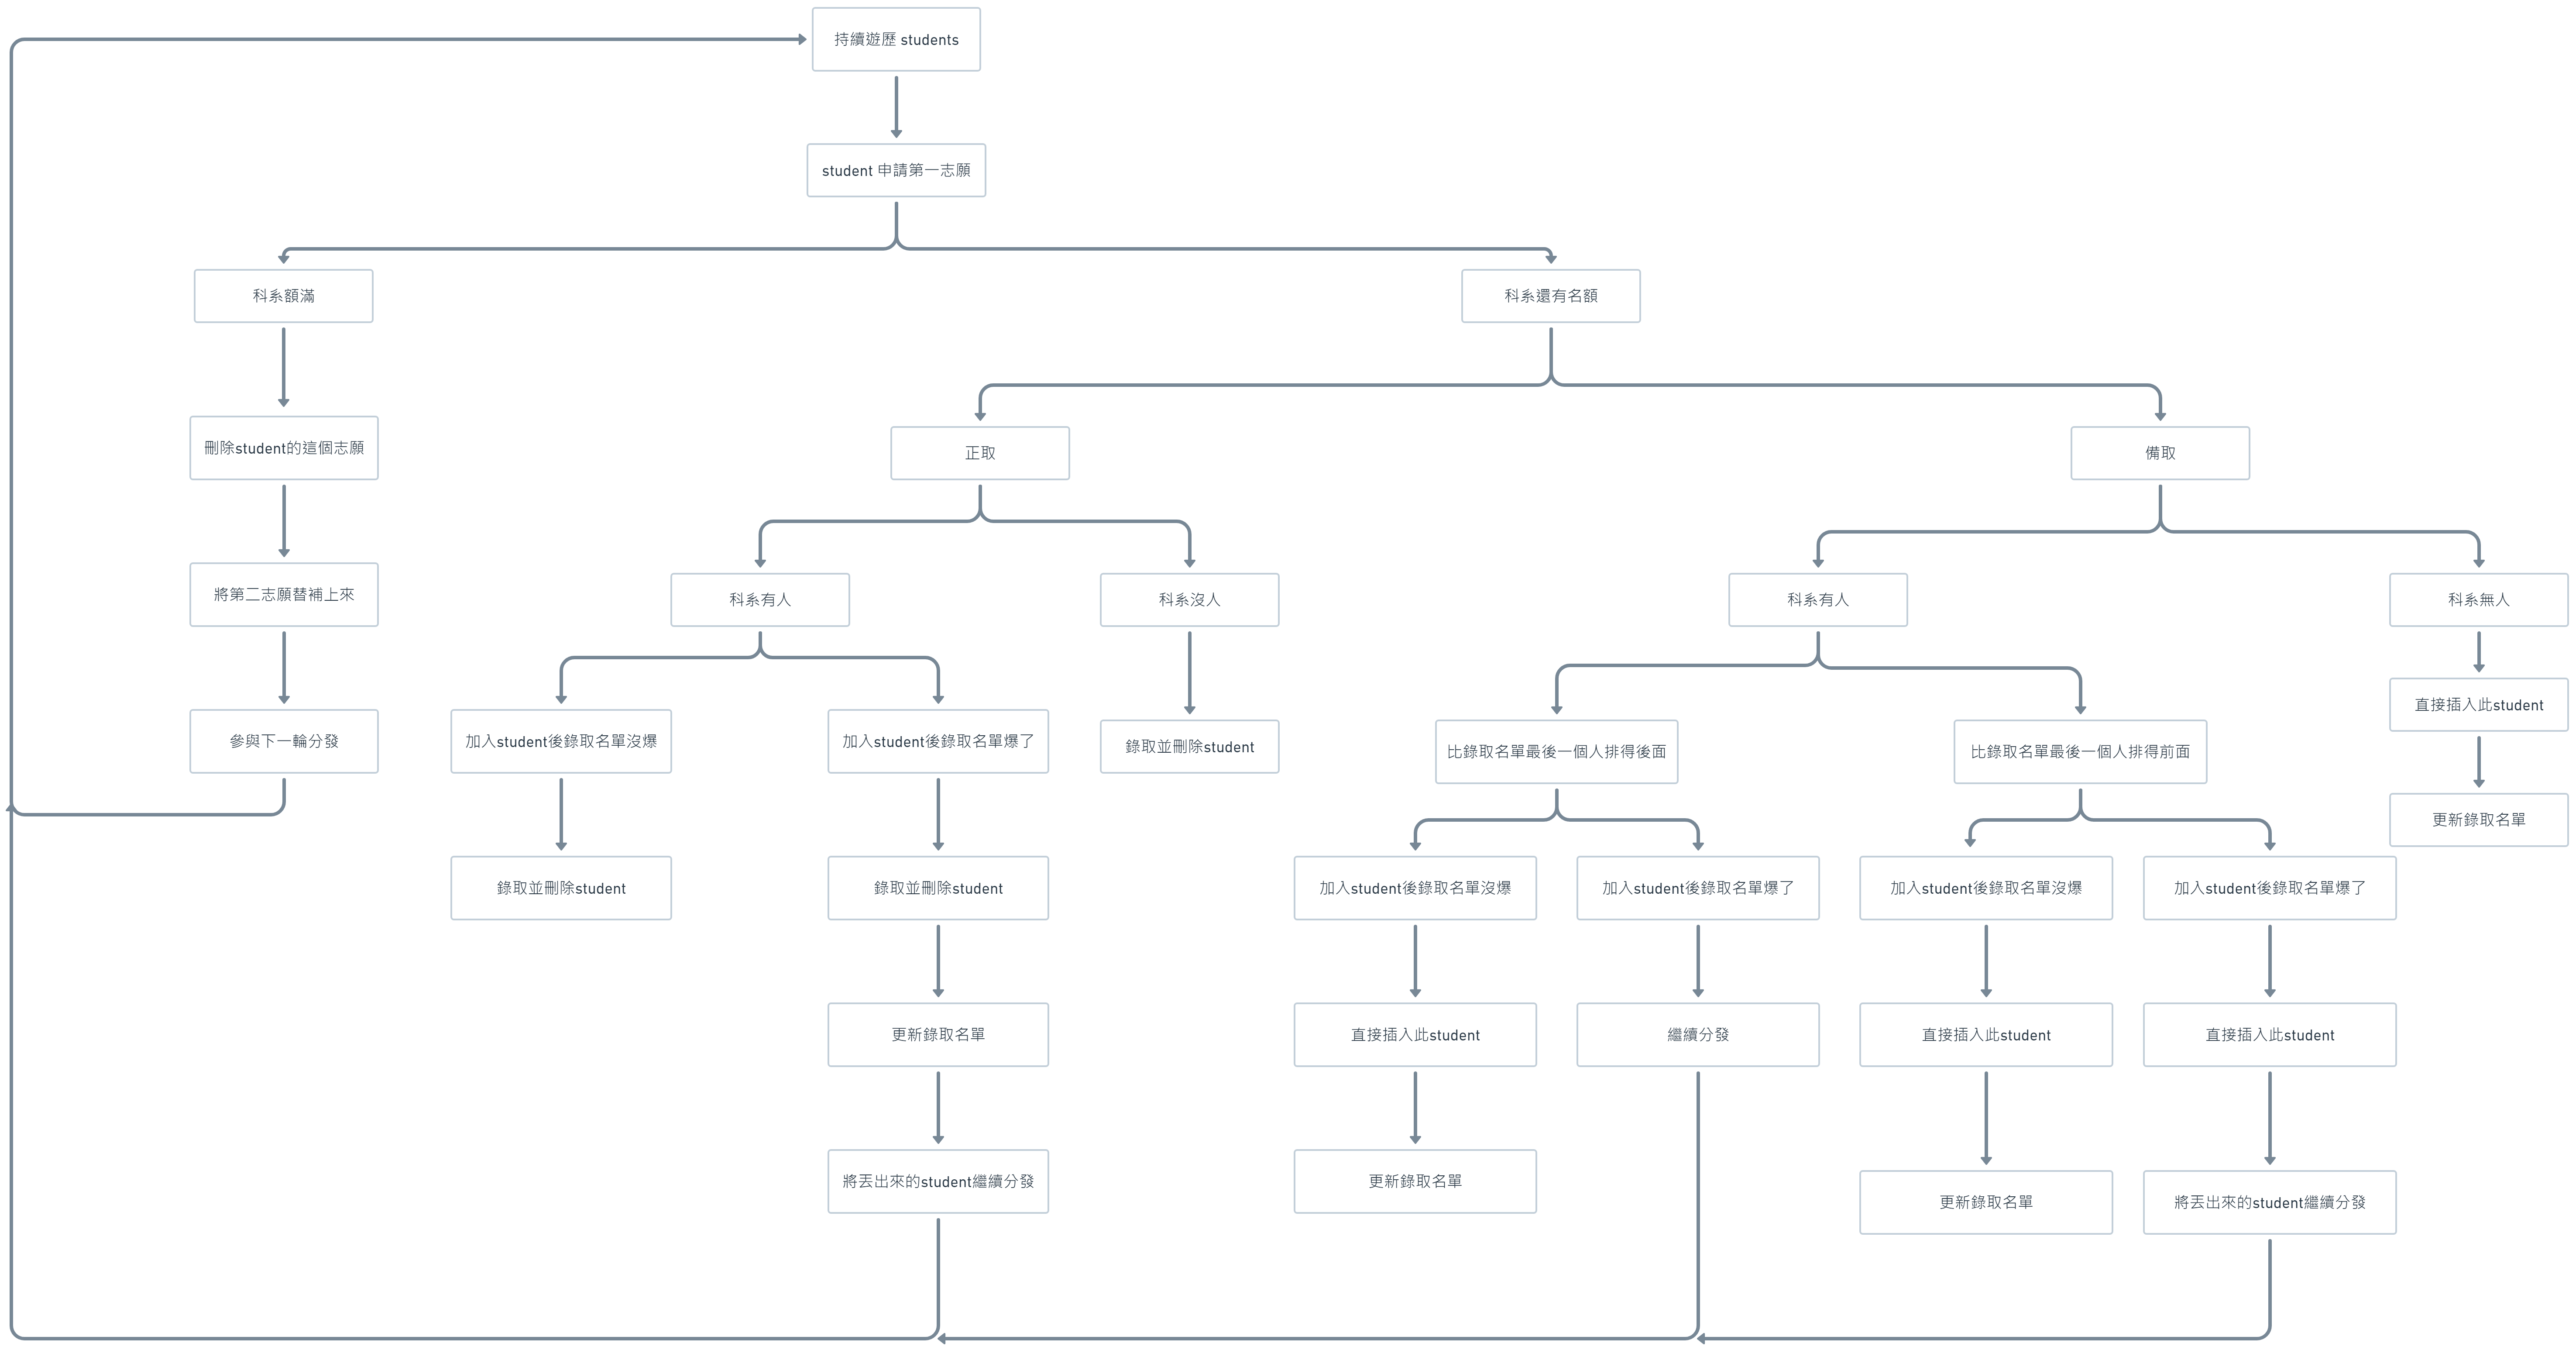 持續遊歷 students
student 申請第一志願
科系額滿
科系還有名額
刪除student的這個志願
正取
備取
將第二志願替補上來
科系有人
科系沒人
科系有人
科系無人
參與下一輪分發
加入student後錄取名單沒爆
加入student後錄取名單爆了
錄取並刪除student
比錄取名單最後一個人排得後面
比錄取名單最後一個人排得前面
直接插入此student
更新錄取名單
錄取並刪除student
錄取並刪除student
加入student後錄取名單沒爆
加入student後錄取名單爆了
加入student後錄取名單沒爆
加入student後錄取名單爆了
更新錄取名單
直接插入此student
繼續分發
直接插入此student
直接插入此student
將丟出來的student繼續分發
更新錄取名單
更新錄取名單
將丟出來的student繼續分發